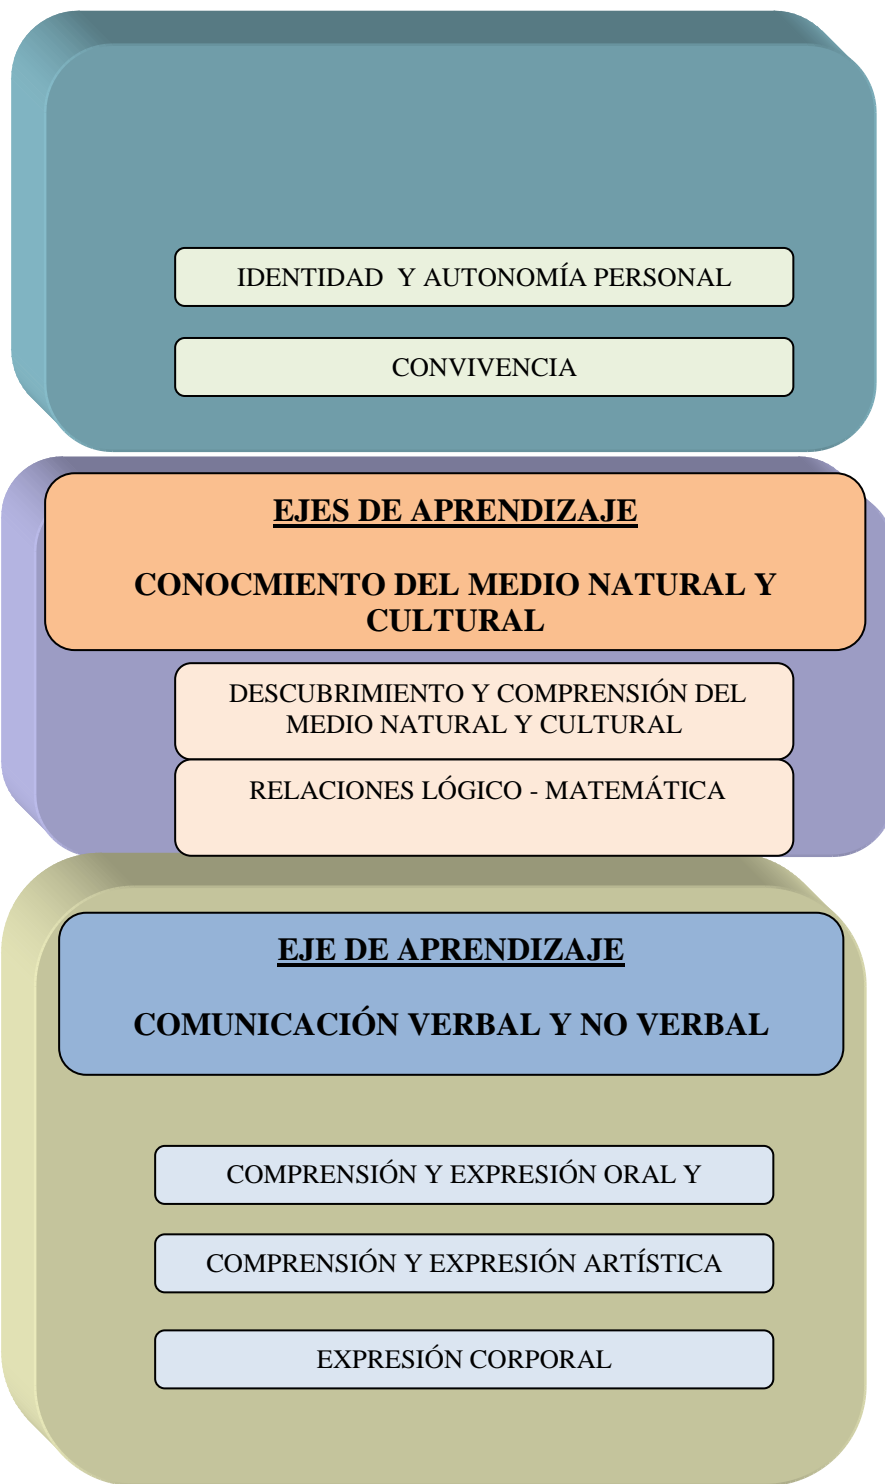 IDENTIDAD Y AUTONOMÍA PERSONAL
CONVIVENCIA
EJES DE APRENDIZAJE
CONOCMIENTO DEL MEDIO NATURAL Y
CULTURAL
DESCUBRIMIENTO Y COMPRENSIÓN DEL
MEDIO NATURAL Y CULTURAL
RELACIONES LÓGICO - MATEMÁTICA
EJE DE APRENDIZAJE
COMUNICACIÓN VERBAL Y NO VERBAL
COMPRENSIÓN Y EXPRESIÓN ORAL Y
COMPRENSIÓN Y EXPRESIÓN ARTÍSTICA
EXPRESIÓN CORPORAL